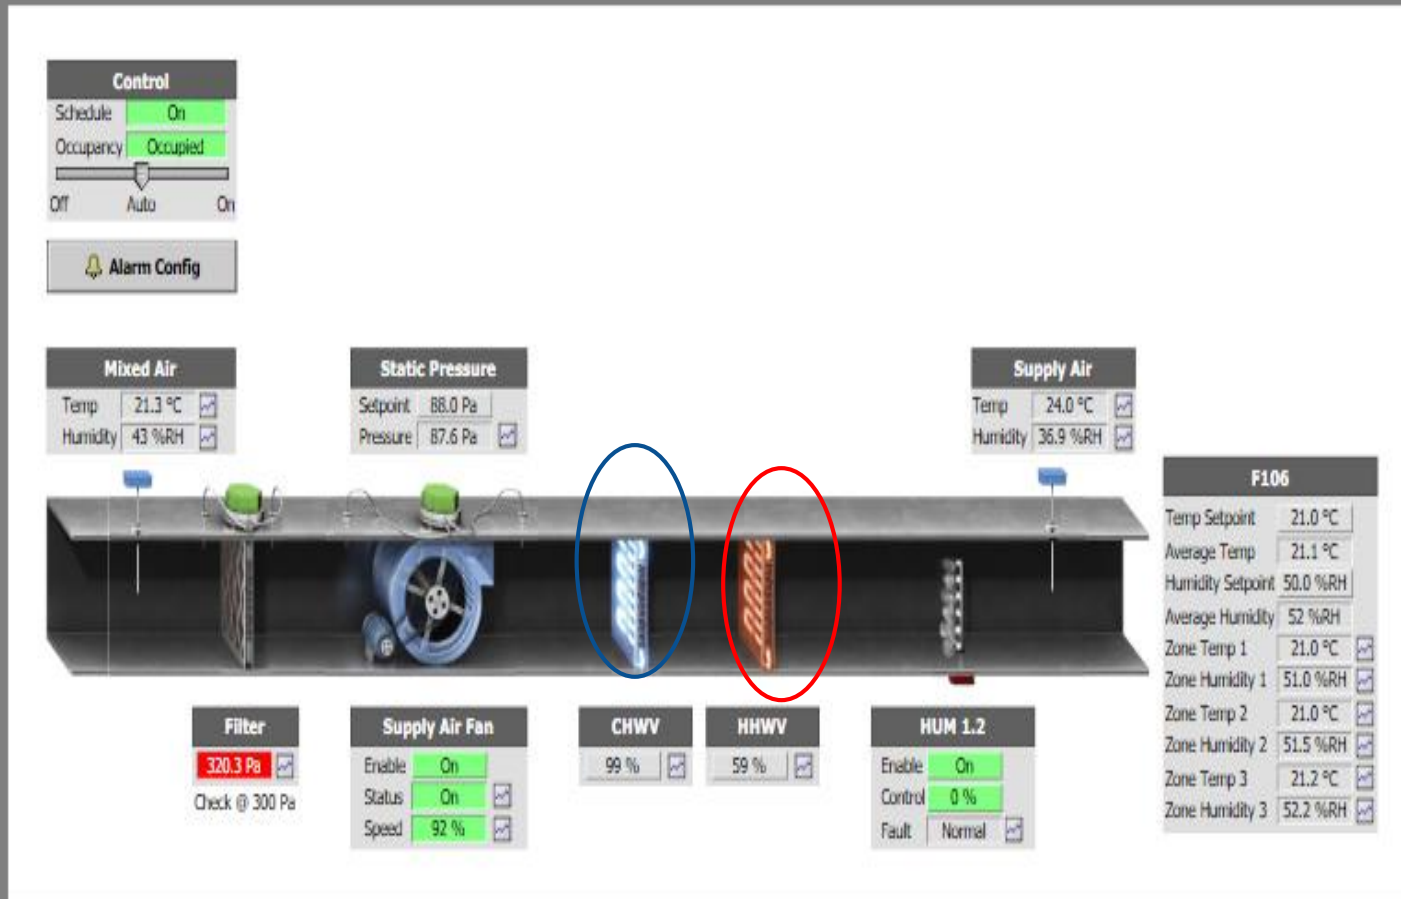 Control
Schedule On
Occupancy Occupied
Off Auto On
Alarm Config
Mixed Air
Temp 21.3 °C
Humidity 43 %RH
Static Pressure
Setpoint 88.0 Pa
Pressure 87.6 Pa
Supply Air
Temp 24.0 °C
Humidity 36.9 %RH
F106
Temp Setpoint 21.0 °C
Average Temp 21.1 °C
Humidity Setpoint 50.0 %RH
Average Humidity 52 %RH
Zone Temp 1 21.0 °C
Zone Humidity 1 51.0 %RH
Zone Temp 2 21.0 °C
Zone Humidity 2 51.5 %RH
Zone Temp 3 21.2 °C
Zone Humidity 3 52.2 %RH
Filter
320.3 Pa
Check @ 300 Pa
Supply Air Fan
Enable On
Status On
Speed 92 %
CHWV
99 %
HHWV
59 %
HUM 1.2
Enable On
Control 0 %
Fault Normal